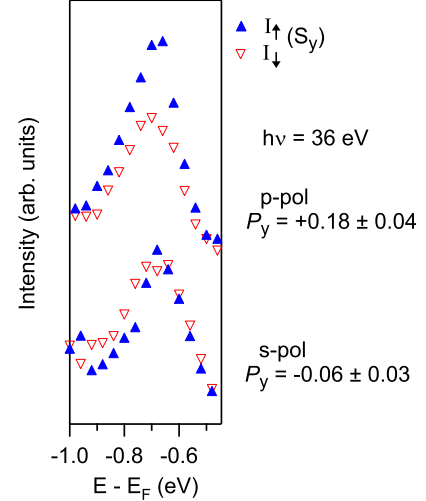 I↑ (Sy)
I↓
hν = 36 eV
p-pol
Py = +0.18 ± 0.04
s-pol
Py = -0.06 ± 0.03
Intensity (arb. units)
-1.0 -0.8 -0.6
E - EF (eV)